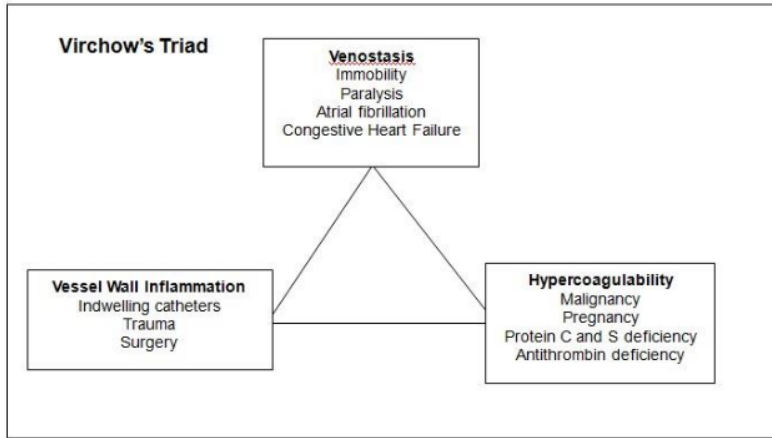 Virchow's Triad
Venostasis
Immobility
Paralysis
Atrial fibrillation
Congestive Heart Failure
Vessel Wall Inflammation
Indwelling catheters
Trauma
Surgery
Hypercoagulability
Malignancy
Pregnancy
Protein C and S deficiency
Antithrombin deficiency